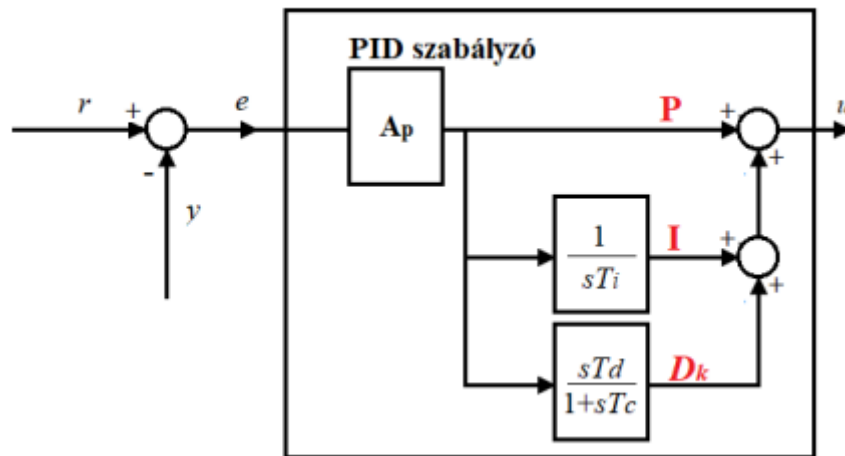 PID szabályzó
r + e
Ap
P +
u
+
-
y
1
sTi
I +
+
sTd
1+sTc
Dk